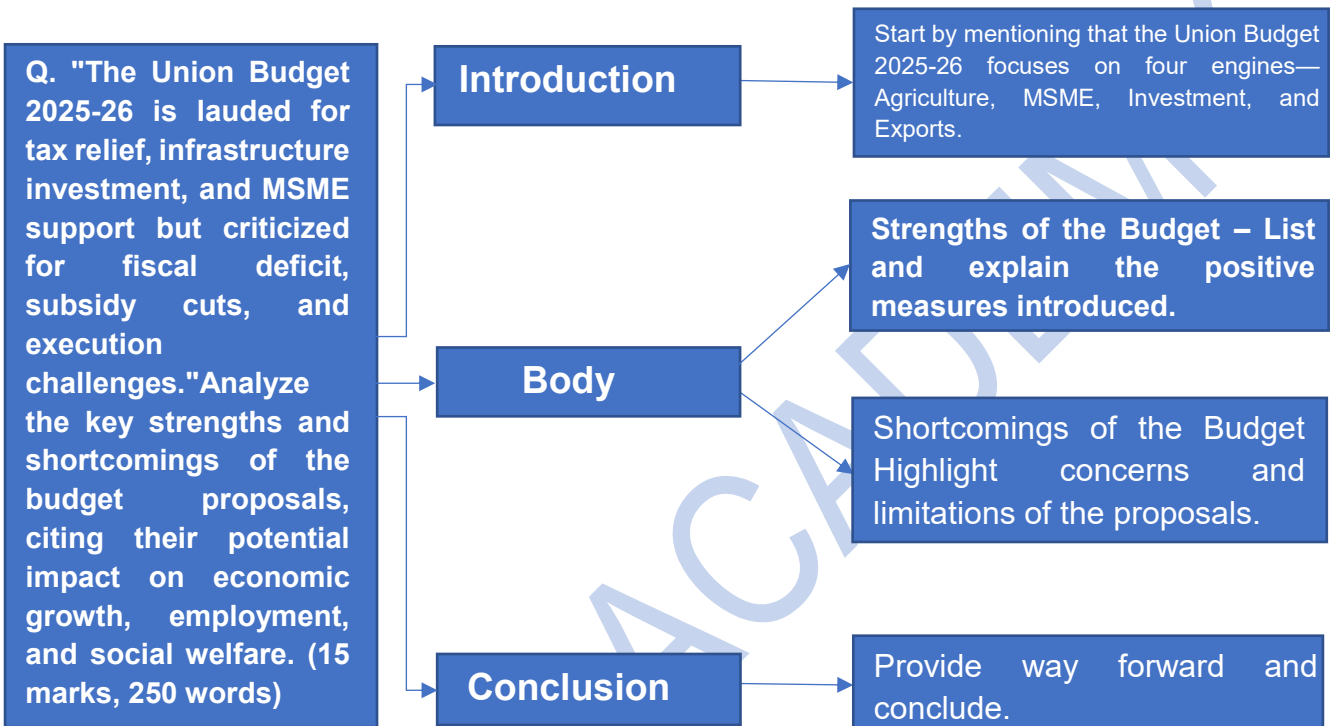 Q. "The Union Budget
2025-26 is lauded for
tax relief, infrastructure
investment, and MSME
support but criticized
for fiscal deficit,
subsidy cuts, and
execution
challenges."Analyze
the key strengths and
shortcomings of the
budget proposals,
citing their potential
impact on economic
growth, employment,
and social welfare. (15
marks, 250 words)
Introduction
Start by mentioning that the Union Budget
2025-26 focuses on four engines—
Agriculture, MSME, Investment, and
Exports.
Body
Strengths of the Budget – List
and explain the positive
measures introduced.
Shortcomings of the Budget
Highlight concerns and
limitations of the proposals.
Conclusion
Provide way forward and
conclude.
ACADEM